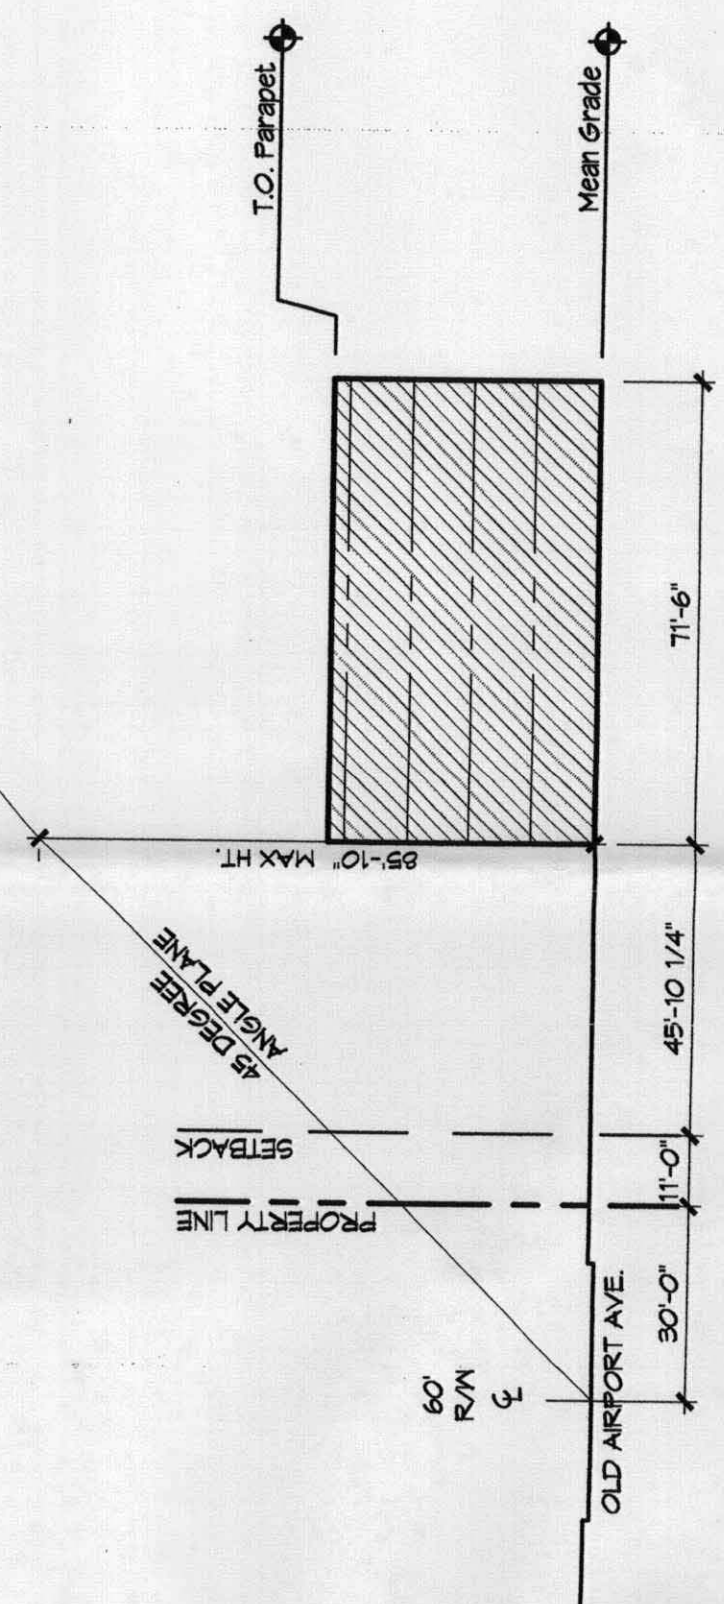 T.O. Parapet
Mean Grade
85'-10" MAX HT.
45 DEGREE
ANGLE PLANE
SETBACK
PROPERTY LINE
60'
R/W
℄
OLD AIRPORT AVE.
30'-0"
11'-0"
45'-10 1/4"
71'-6"